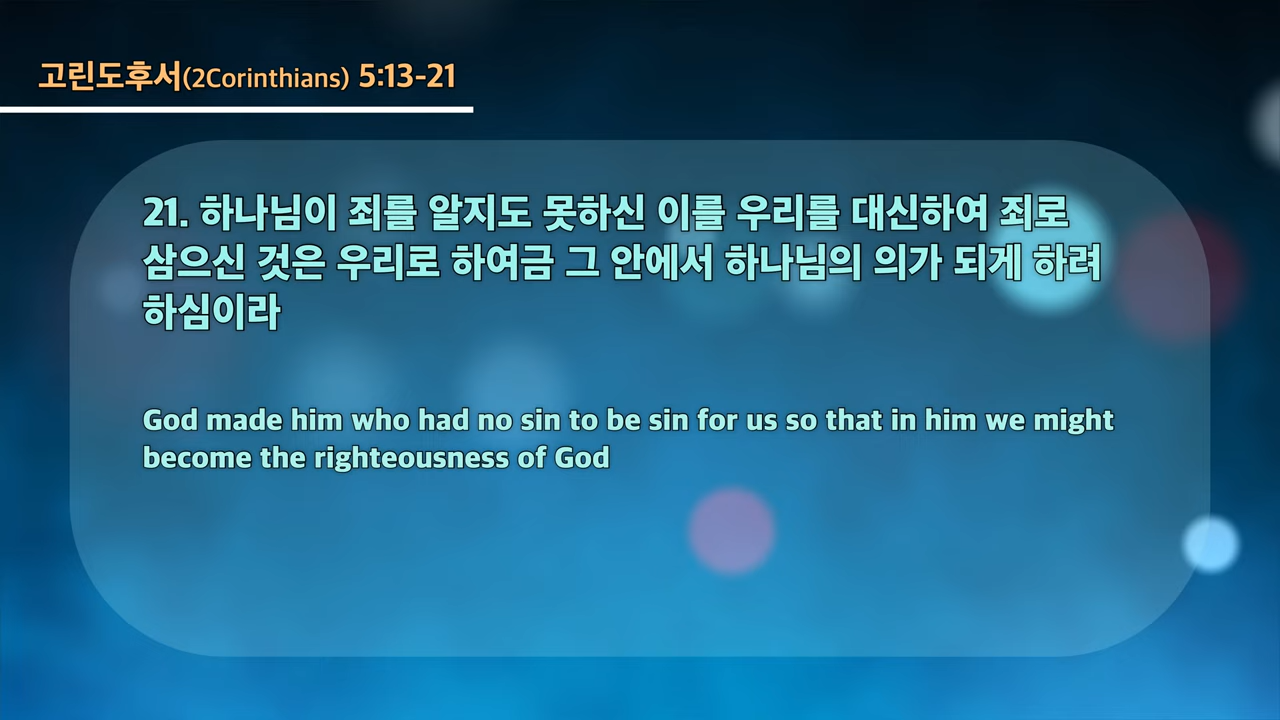 고린도후서(2Corinthians) 5:13-21
21. 하나님이 죄를 알지도 못하신 이를 우리를 대신하여 죄로
삼으신 것은 우리로 하여금 그 안에서 하나님의 의가 되게 하려
하심이라
God made him who had no sin to be sin for us so that in him we might
become the righteousness of God